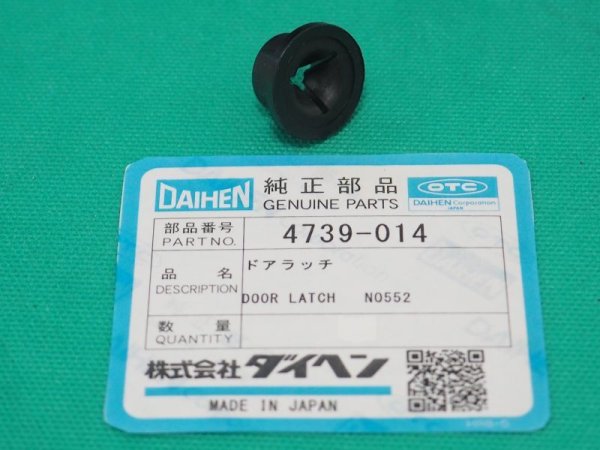 DAIHEN 純正部品 OTC
GENUINE PARTS DAIHEN Corporation
JAPAN
部品番号 4739-014
PART NO.
品名 ドアラッチ
DESCRIPTION DOOR LATCH NO552
数量
QUANTITY
株式会社ダイヘン
MADE IN JAPAN